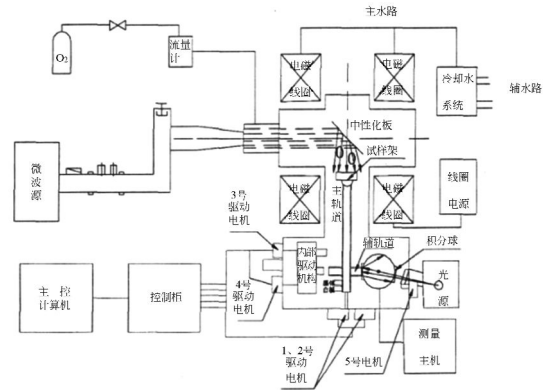 主水路
O₂
流量
计
电磁
线圈
电磁
线圈
冷却水
系统
辅水路
中性化板
试样架
微
波
源
主
轨
道
电磁
线圈
电磁
线圈
线圈
电源
3号
驱动
电机
内部
驱动
机构
辅轨道
积分球
光
源
主控
计算机
控制柜
4号
驱动
电机
1、2号
驱动
电机
5号电机
测量
主机